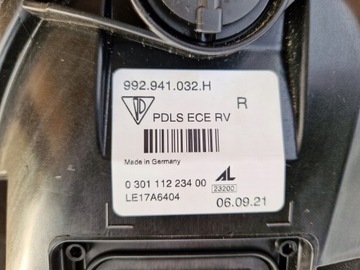 992.941.032.H
R
PDLS ECE RV
Made in Germany
0 301 112 234 00
AL
23200
LE17A6404
06.09.21